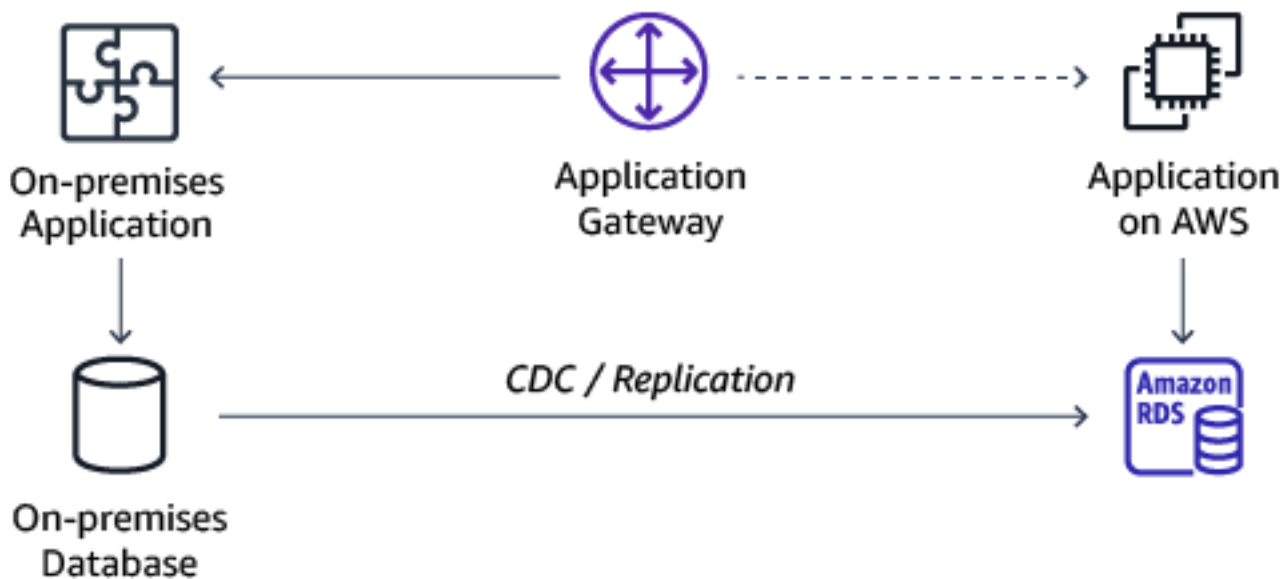 On-premises
Application
Application
Gateway
Application
on AWS
CDC / Replication
Amazon
RDS
On-premises
Database